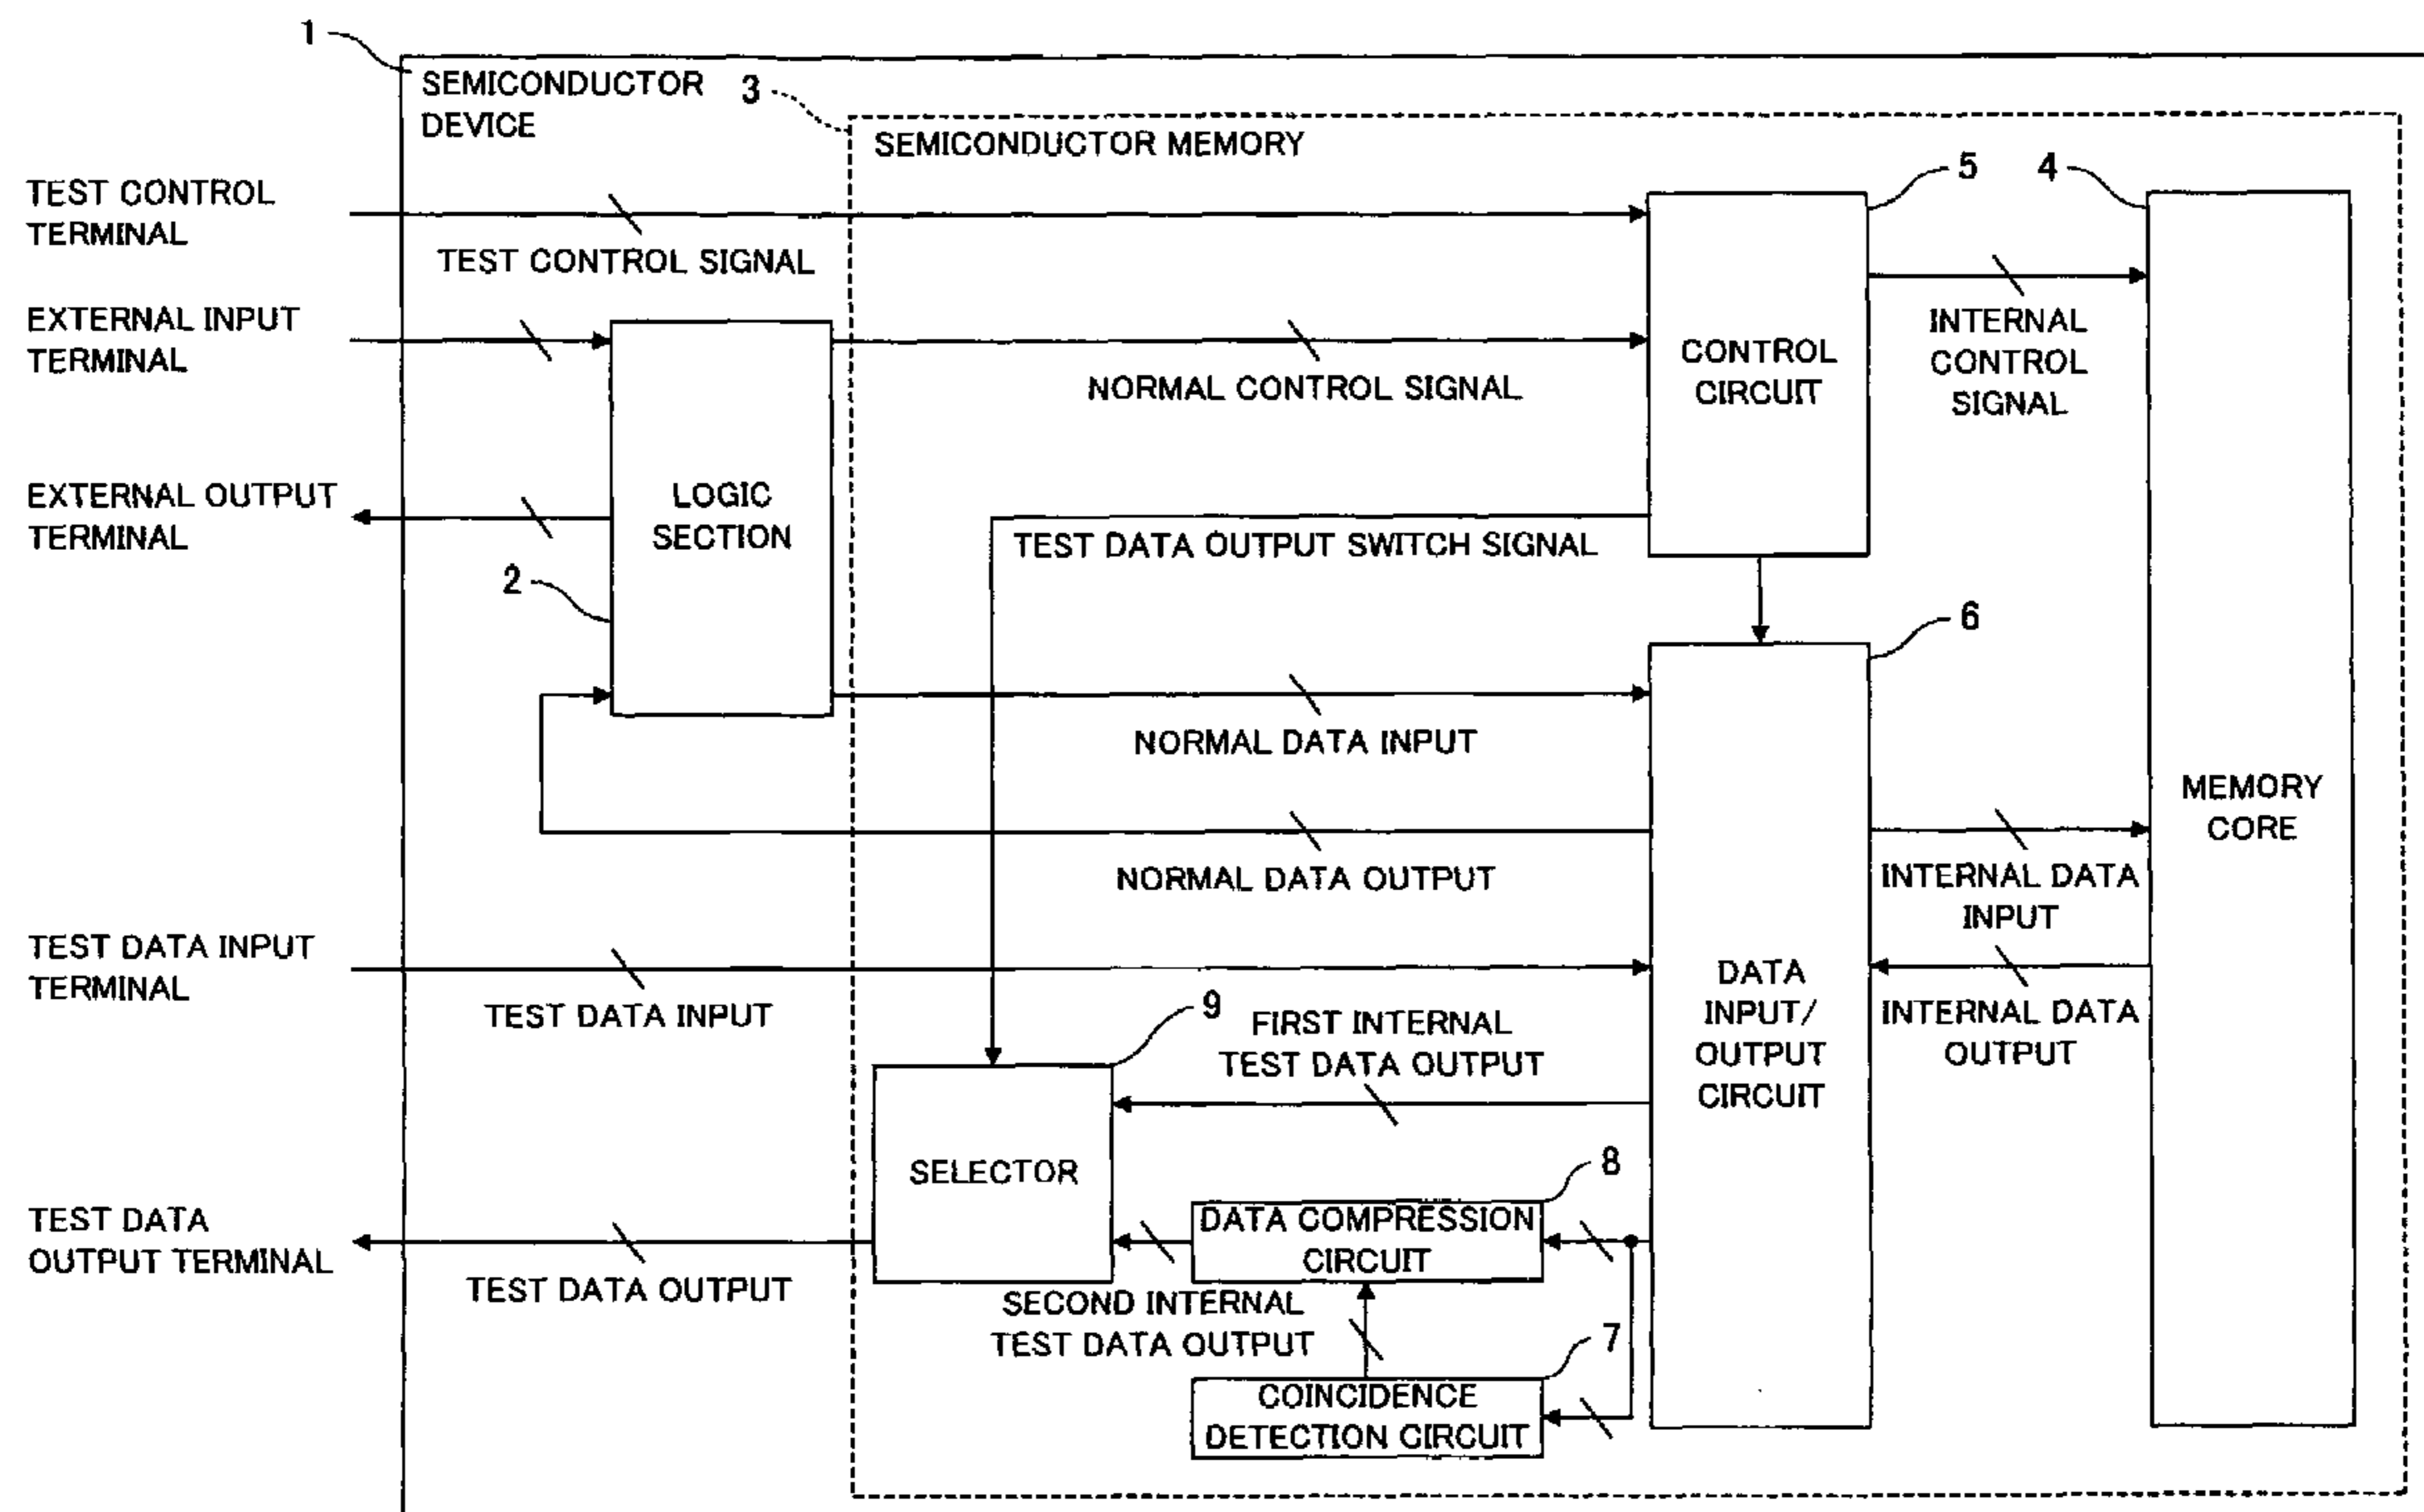 1
SEMICONDUCTOR
DEVICE
3
SEMICONDUCTOR MEMORY
TEST CONTROL
TERMINAL
TEST CONTROL SIGNAL
5
4
EXTERNAL INPUT
TERMINAL
NORMAL CONTROL SIGNAL
CONTROL
CIRCUIT
INTERNAL
CONTROL
SIGNAL
EXTERNAL OUTPUT
TERMINAL
LOGIC
SECTION
2
TEST DATA OUTPUT SWITCH SIGNAL
6
NORMAL DATA INPUT
MEMORY
CORE
NORMAL DATA OUTPUT
INTERNAL DATA
INPUT
TEST DATA INPUT
TERMINAL
TEST DATA INPUT
9
FIRST INTERNAL
TEST DATA OUTPUT
DATA
INPUT/
OUTPUT
CIRCUIT
INTERNAL DATA
OUTPUT
SELECTOR
8
DATA COMPRESSION
CIRCUIT
TEST DATA
OUTPUT TERMINAL
TEST DATA OUTPUT
SECOND INTERNAL
TEST DATA OUTPUT
7
COINCIDENCE
DETECTION CIRCUIT